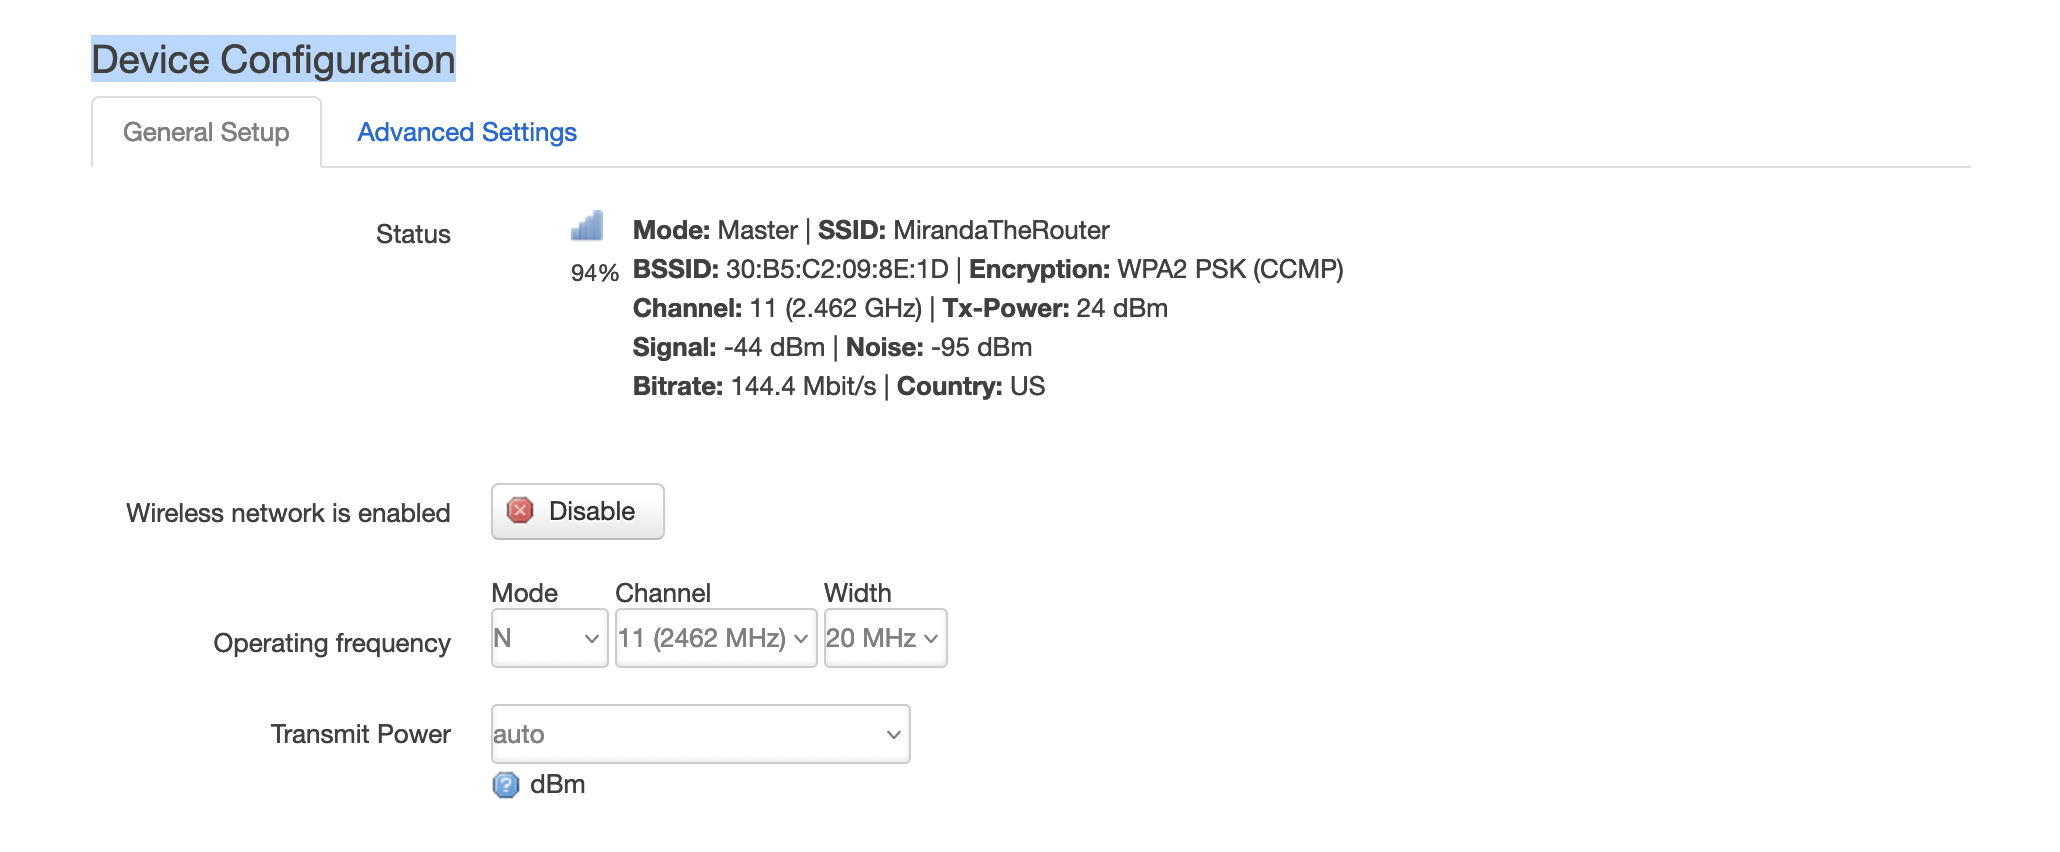 Device Configuration
General Setup Advanced Settings
Status
94%
Mode: Master | SSID: MirandaTheRouter
BSSID: 30:B5:C2:09:8E:1D | Encryption: WPA2 PSK (CCMP)
Channel: 11 (2.462 GHz) | Tx-Power: 24 dBm
Signal: -44 dBm | Noise: -95 dBm
Bitrate: 144.4 Mbit/s | Country: US
Wireless network is enabled Disable
Mode Channel Width
Operating frequency N 11 (2462 MHz) 20 MHz
Transmit Power auto
dBm